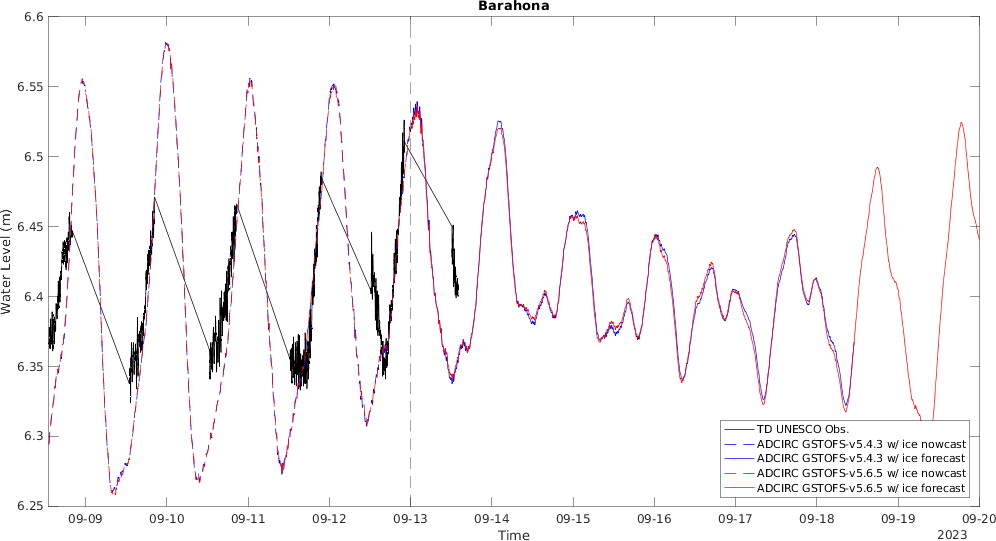 Barahona
6.6
6.55
6.5
6.45
6.4
6.35
6.3
6.25
Water Level (m)
TD UNESCO Obs.
ADCIRC GSTOFS-v5.4.3 w/ ice nowcast
ADCIRC GSTOFS-v5.4.3 w/ ice forecast
ADCIRC GSTOFS-v5.6.5 w/ ice nowcast
ADCIRC GSTOFS-v5.6.5 w/ ice forecast
09-09 09-10 09-11 09-12 09-13 09-14 09-15 09-16 09-17 09-18 09-19 09-20
Time
2023